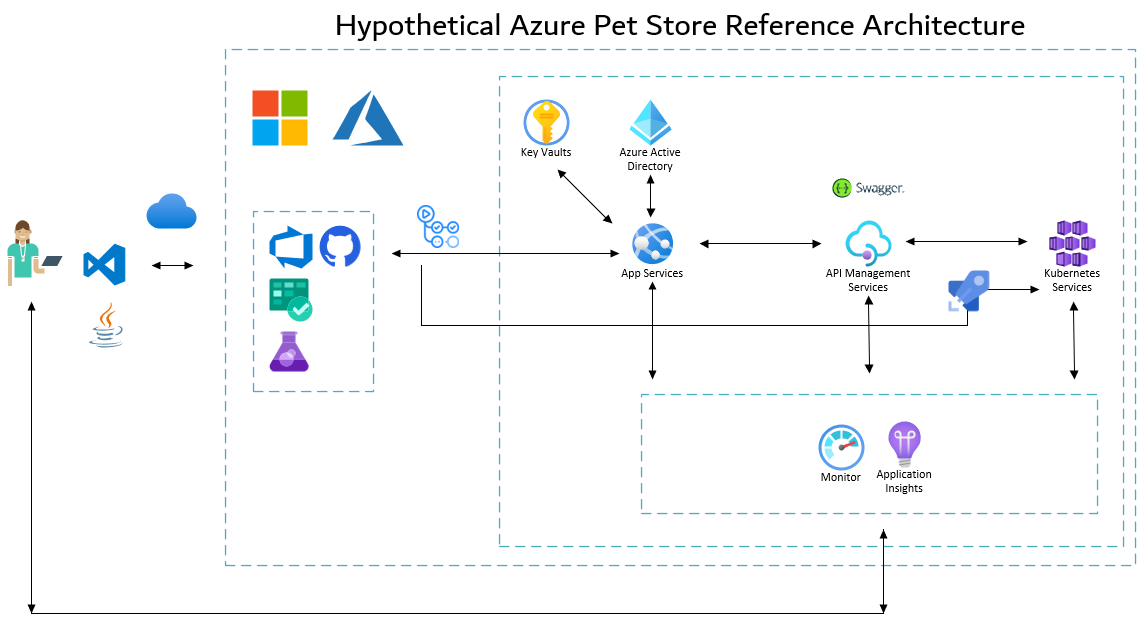 Hypothetical Azure Pet Store Reference Architecture
Key Vaults
Azure Active
Directory
Swagger
App Services
API Management
Services
Kubernetes
Services
Monitor
Application
Insights